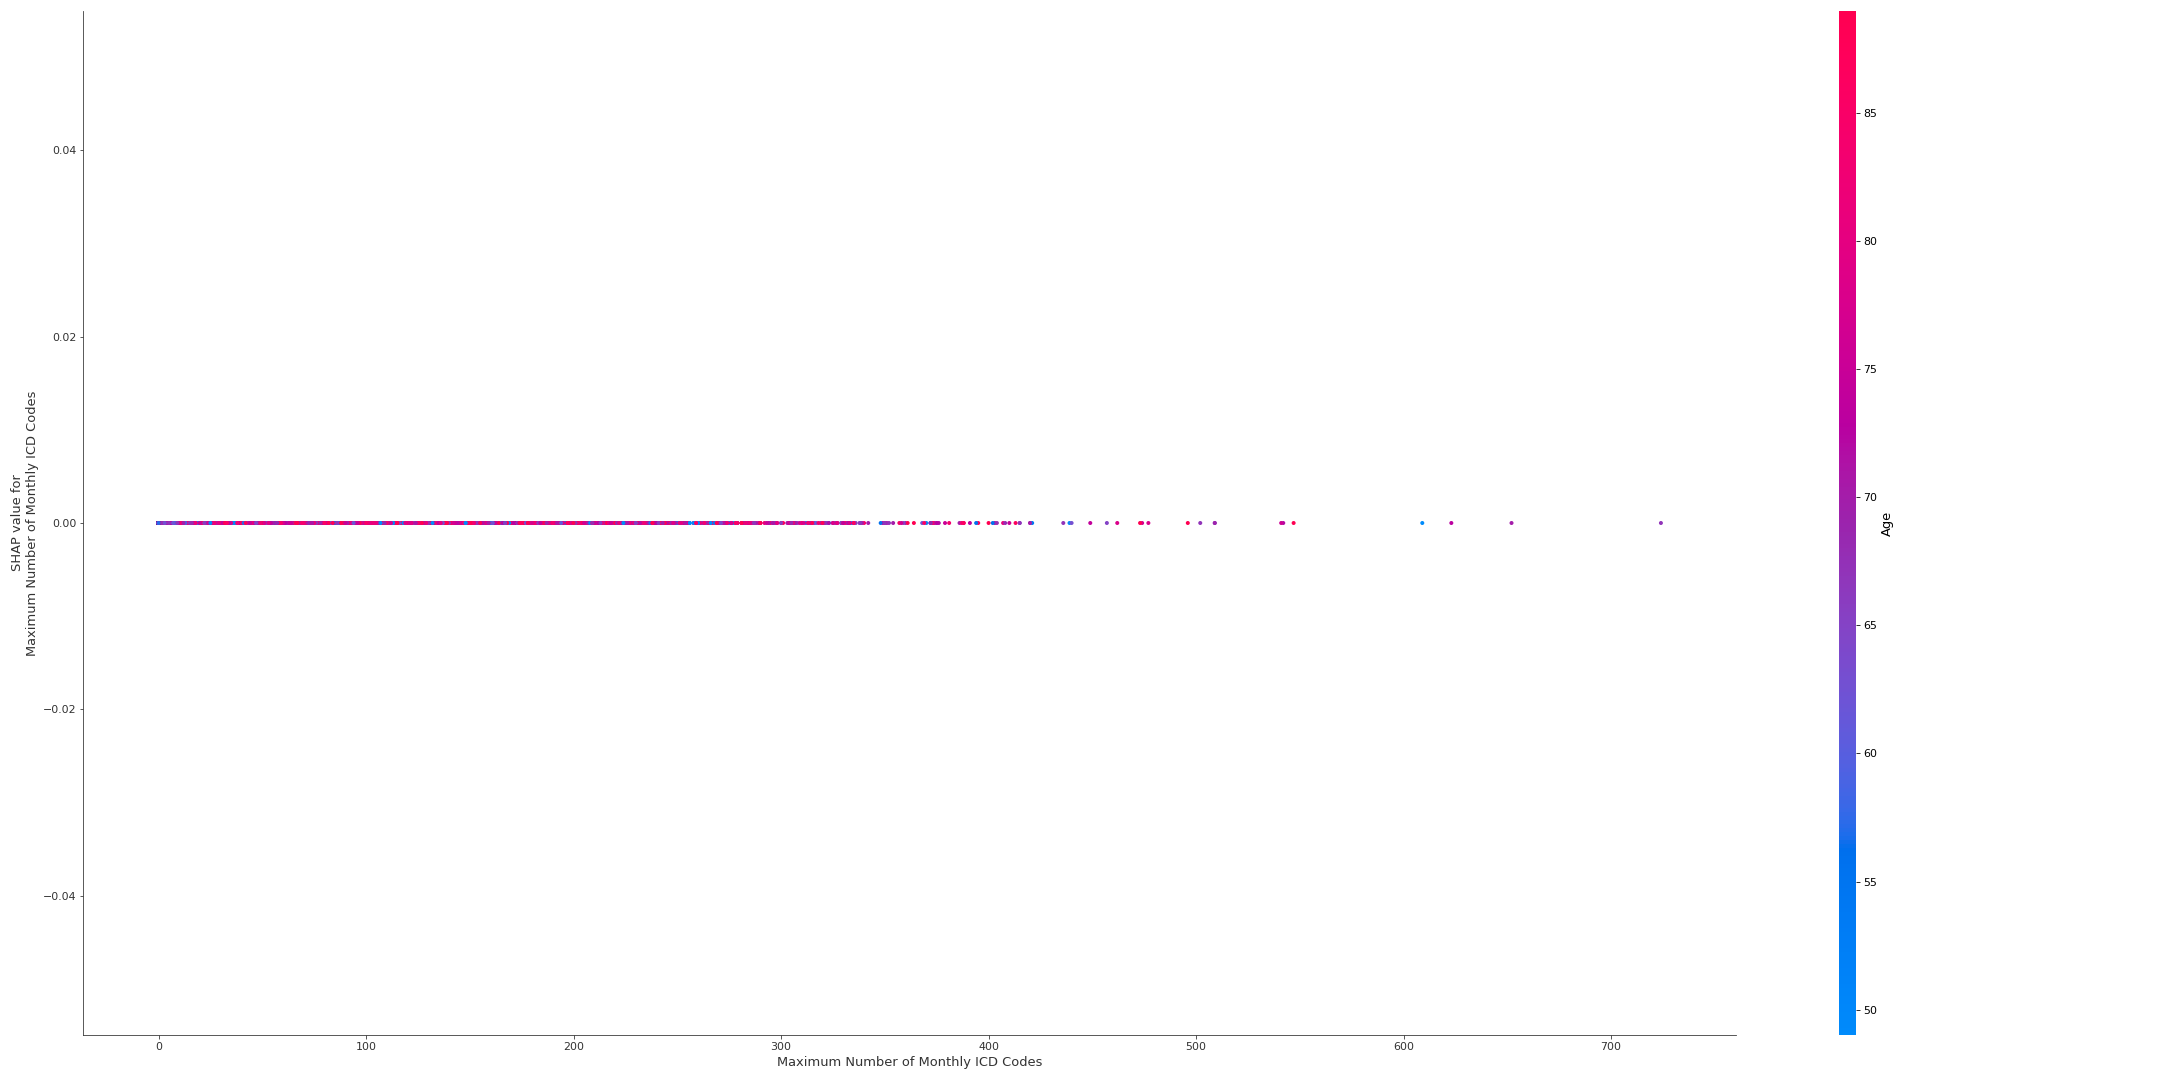 SHAP value for
Maximum Number of Monthly ICD Codes
0.04
0.02
0.00
−0.02
−0.04
0 100 200 300 400 500 600 700
Maximum Number of Monthly ICD Codes
85
80
75
70
65
60
55
50
Age